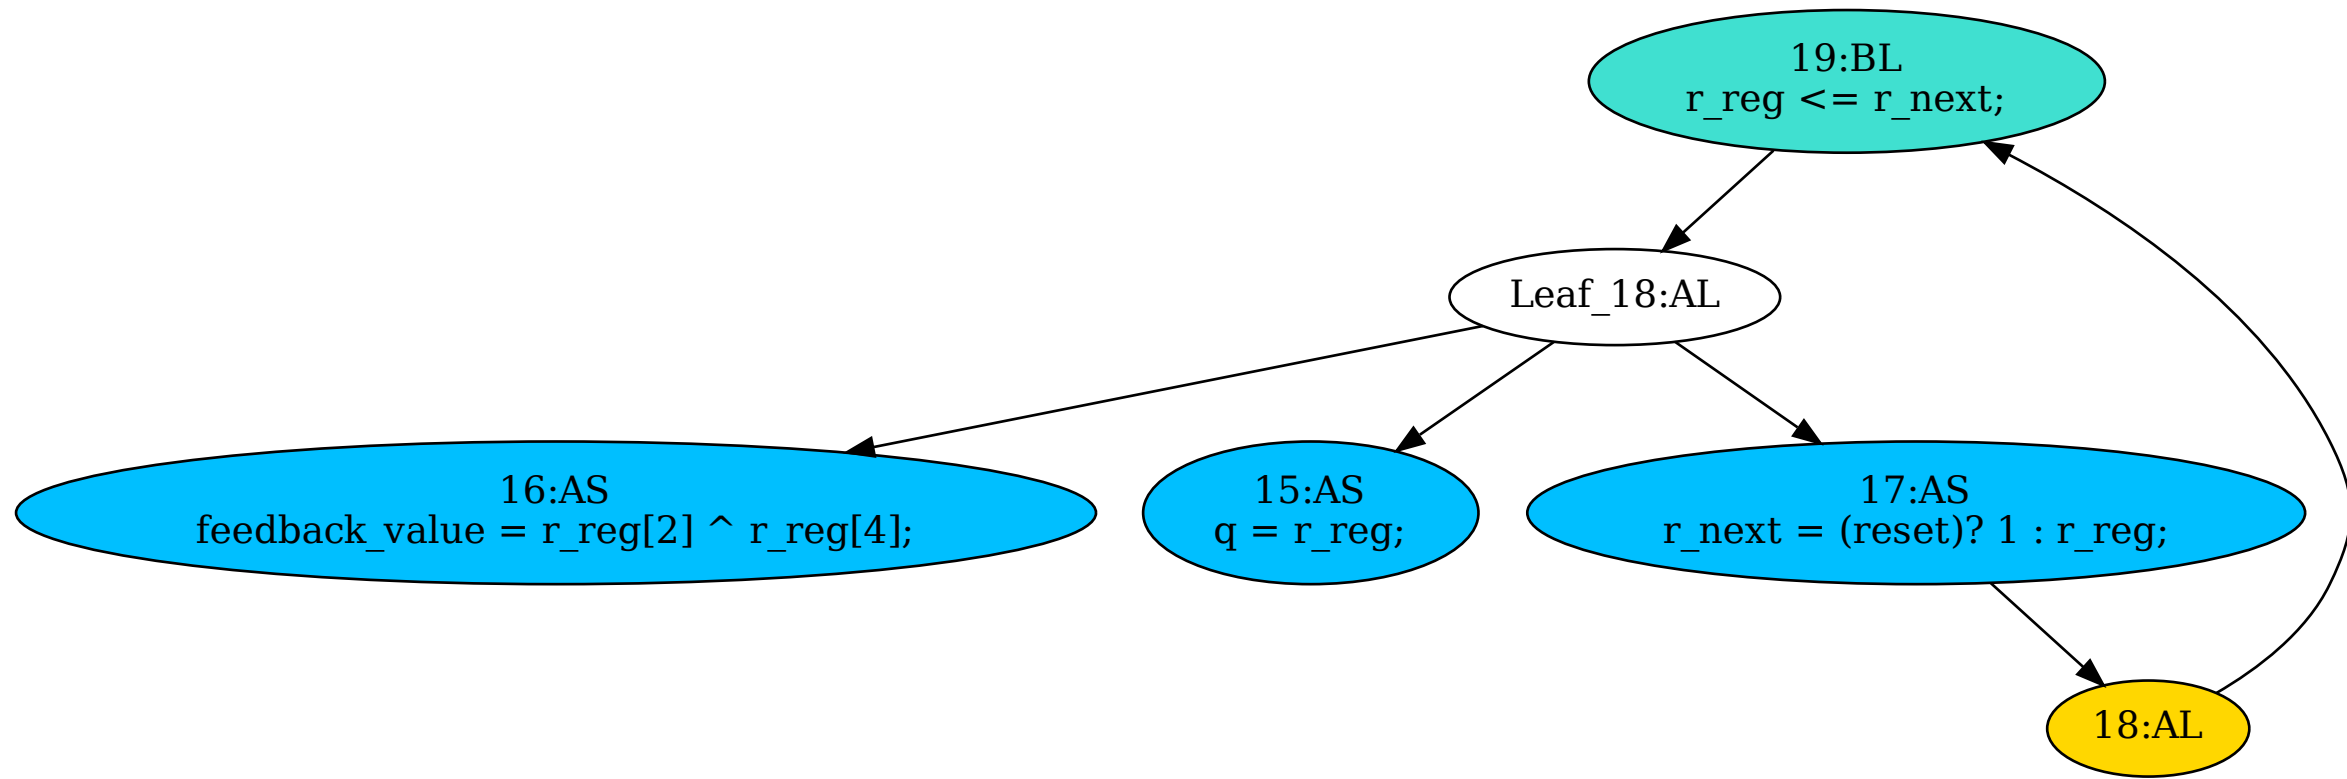 19:BL
r_reg <= r_next;
Leaf_18:AL
16:AS
feedback_value = r_reg[2] ^ r_reg[4];
15:AS
q = r_reg;
17:AS
r_next = (reset)? 1 : r_reg;
18:AL